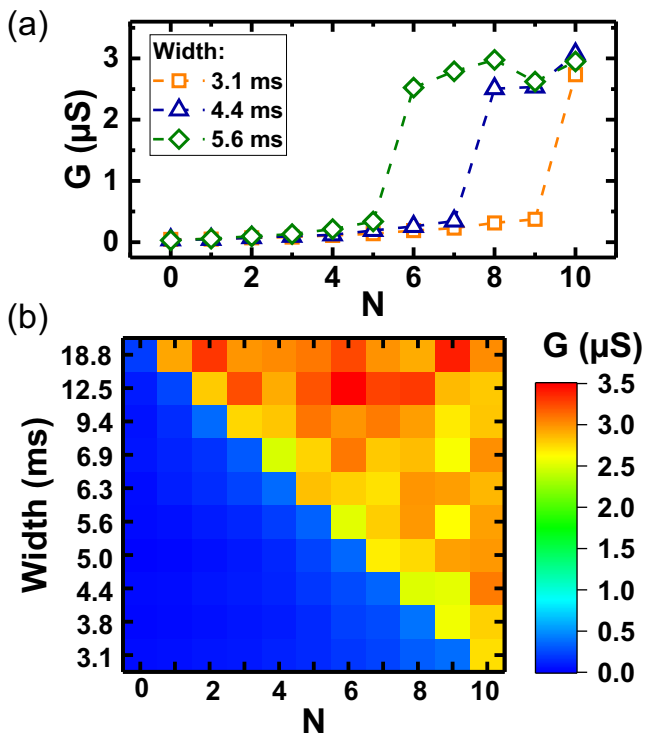 (a)
G (µS)
3
2
1
0
Width:
3.1 ms
4.4 ms
5.6 ms
0 2 4 6 8 10
N
(b)
Width (ms)
18.8
12.5
9.4
6.9
6.3
5.6
5.0
4.4
3.8
3.1
0 2 4 6 8 10
N
G (µS)
3.5
3.0
2.5
2.0
1.5
1.0
0.5
0.0